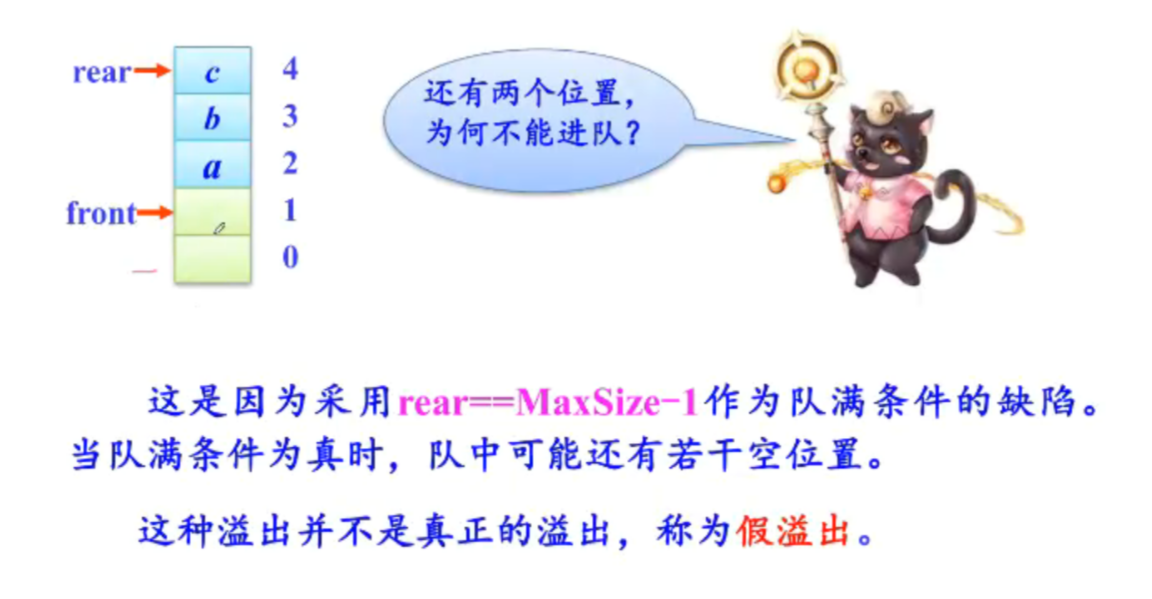 rear c 4
b 3
a 2
front 1
0
还有两个位置，
为何不能进队？
这是因为采用rear==MaxSize-1作为队满条件的缺陷。
当队满条件为真时，队中可能还有若干空位置。
这种溢出并不是真正的溢出，称为假溢出。